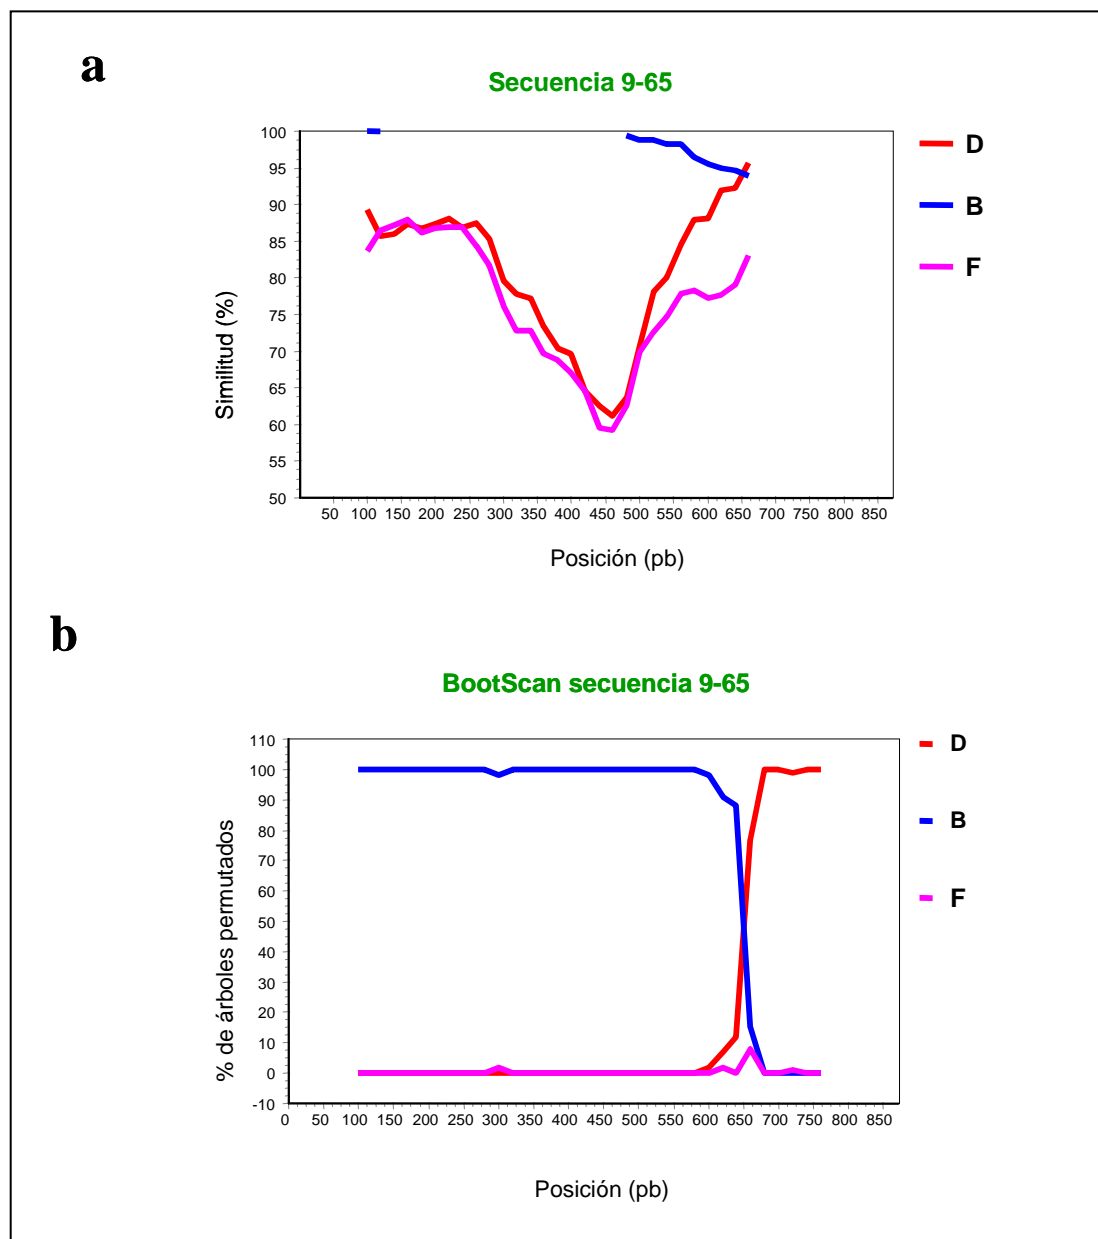 a
Secuencia 9-65
100
95
90
85
80
75
70
65
60
55
50
Similitud (%)
50 100 150 200 250 300 350 400 450 500 550 600 650 700 750 800 850
Posición (pb)
D
B
F
b
BootScan secuencia 9-65
110
100
90
80
70
60
50
40
30
20
10
0
-10
% de árboles permutados
0 50 100 150 200 250 300 350 400 450 500 550 600 650 700 750 800 850
Posición (pb)
D
B
F